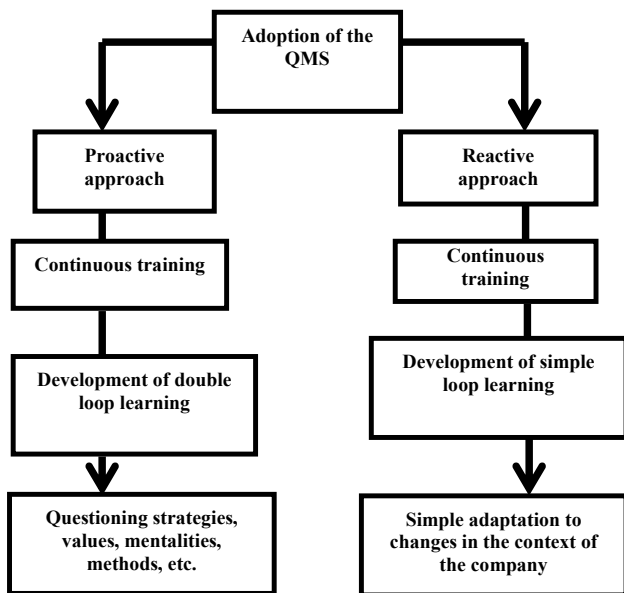 Adoption of the
QMS
Proactive
approach
Reactive
approach
Continuous training
Continuous
training
Development of double
loop learning
Development of simple
loop learning
Questioning strategies,
values, mentalities,
methods, etc.
Simple adaptation to
changes in the context of
the company